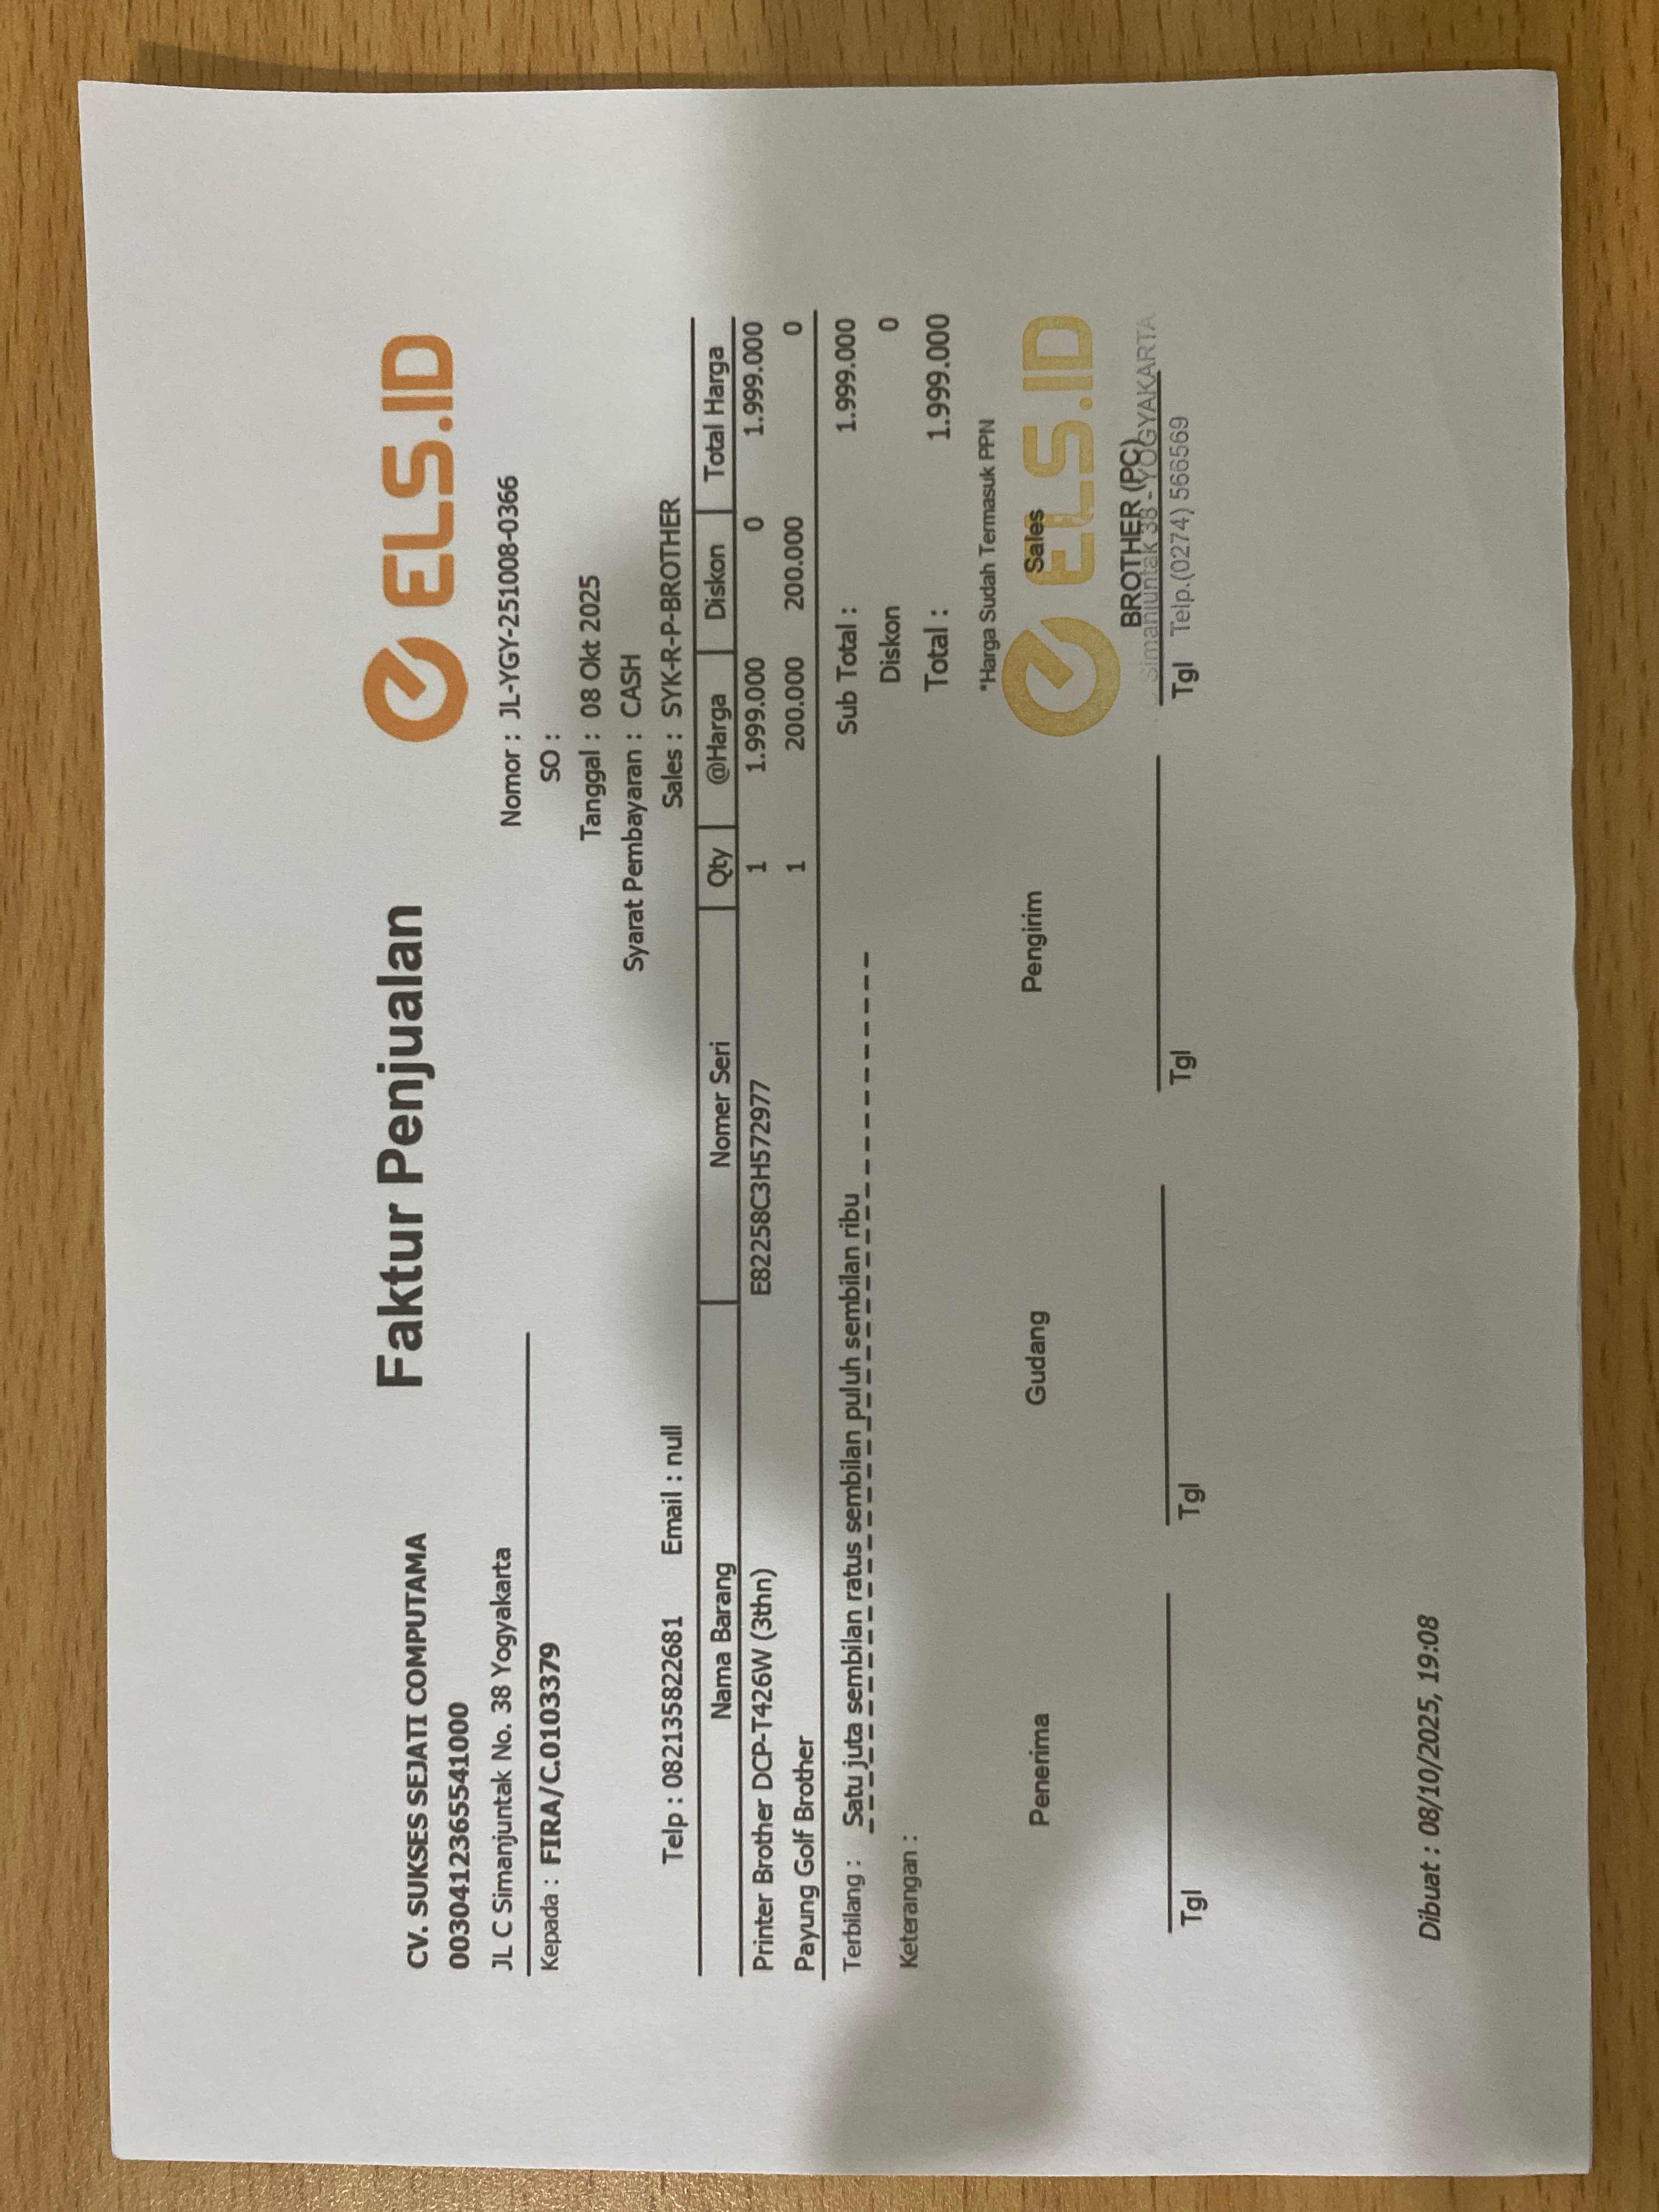 CV. SUKSES SEJATI COMPUTAMA
Faktur Penjualan
ELS.ID
0030412365541000
JL C Simanjuntak No. 38 Yogyakarta
Nomor : JL-YGY-251008-0366
Kepada : FIRA/C.0103379
SO :
Tanggal : 08 Okt 2025
Syarat Pembayaran : CASH
Telp : 082135822681 Email : null
Sales : SYK-R-P-BROTHER
Nama Barang Nomer Seri Qty @Harga Diskon Total Harga
Printer Brother DCP-T426W (3thn) E82258C3H572977 1 1.999.000 0 1.999.000
Payung Golf Brother 1 200.000 200.000 0
Terbilang : Satu juta sembilan ratus sembilan puluh sembilan ribu
Sub Total : 1.999.000
Keterangan :
Diskon 0
Total : 1.999.000
*Harga Sudah Termasuk PPN
Penerima Gudang Pengirim Sales
ELS.ID
BROTHER (PC)
Simanjuntak 38 - YOGYAKARTA
Tgl Tgl Tgl Tgl Telp.(0274) 566569
Dibuat : 08/10/2025, 19:08